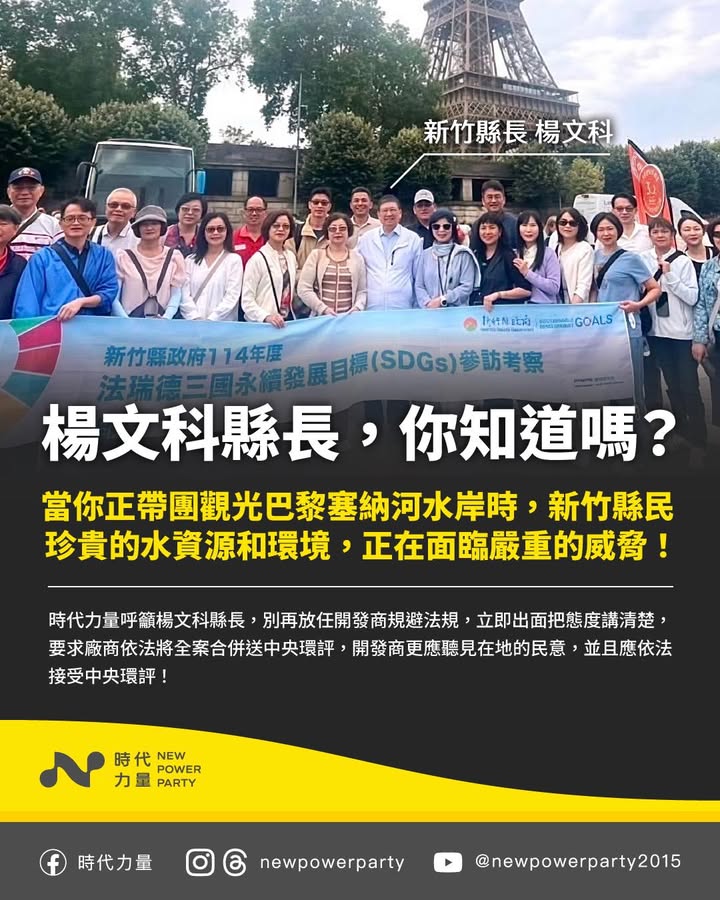 新竹縣長 楊文科
新竹縣政府
GOALS
新竹縣政府114年度
法瑞德三國永續發展目標(SDGs)參訪考察
楊文科縣長，你知道嗎？
當你正帶團觀光巴黎塞納河水岸時，新竹縣民
珍貴的水資源和環境，正在面臨嚴重的威脅！
時代力量呼籲楊文科縣長，別再放任開發商規避法規，立即出面把態度講清楚，
要求廠商依法將全案合併送中央環評，開發商更應聽見在地的民意，並且應依法
接受中央環評！
時代 NEW
力量 POWER
PARTY
時代力量
newpowerparty
@newpowerparty2015